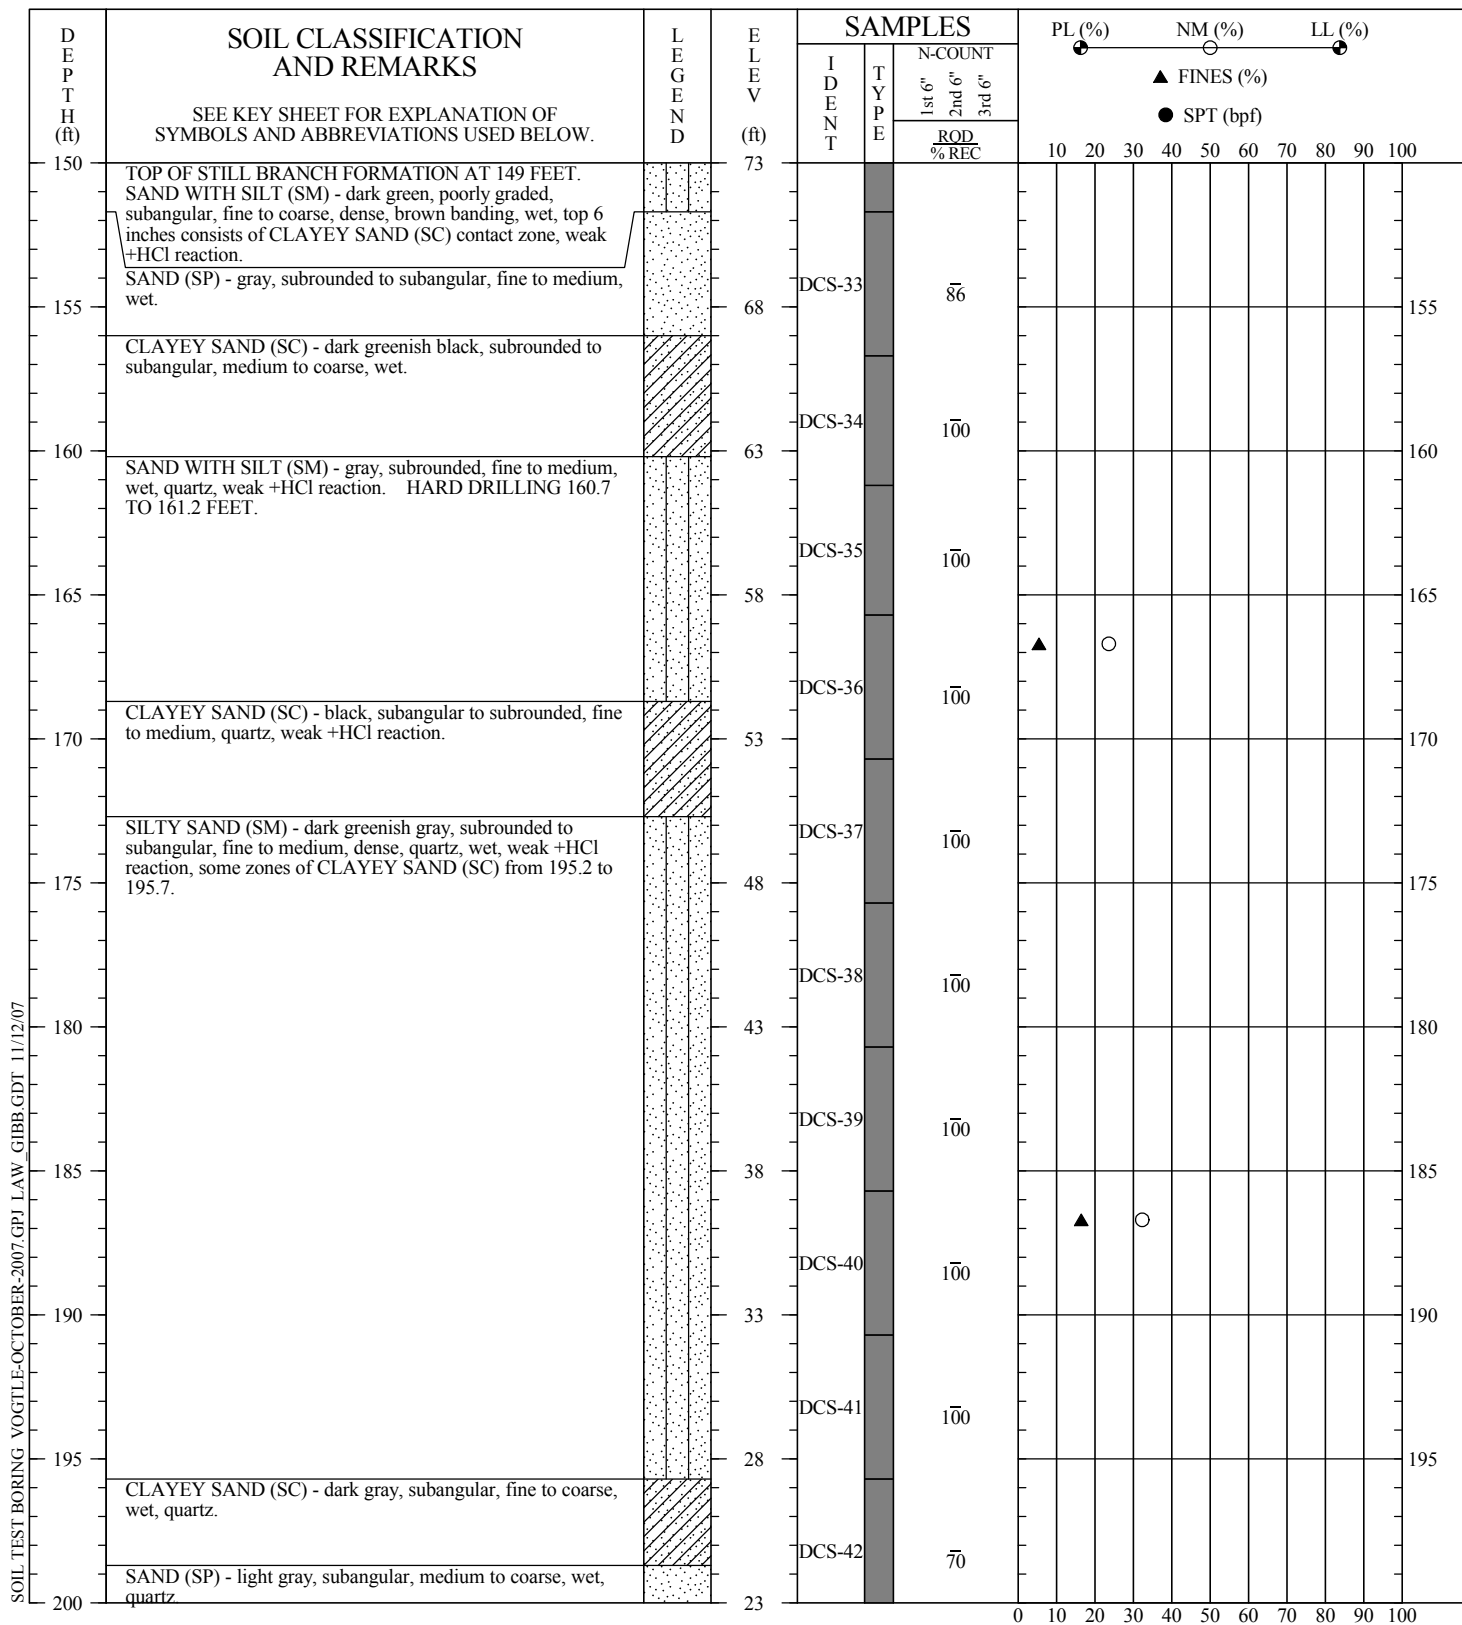 DEPTH (ft)
SOIL CLASSIFICATION
AND REMARKS
SEE KEY SHEET FOR EXPLANATION OF
SYMBOLS AND ABBREVIATIONS USED BELOW.
LEGEND
ELEV (ft)
SAMPLES
IDENT
TYPE
N-COUNT
1st 6"
2nd 6"
3rd 6"
RQD
% REC
PL (%) NM (%) LL (%)
▲ FINES (%)
● SPT (bpf)
10 20 30 40 50 60 70 80 90 100
150
TOP OF STILL BRANCH FORMATION AT 149 FEET.
SAND WITH SILT (SM) - dark green, poorly graded,
subangular, fine to coarse, dense, brown banding, wet, top 6
inches consists of CLAYEY SAND (SC) contact zone, weak
+HCl reaction.
73
SAND (SP) - gray, subrounded to subangular, fine to medium,
wet.
DCS-33
86
155
68
155
CLAYEY SAND (SC) - dark greenish black, subrounded to
subangular, medium to coarse, wet.
DCS-34
100
160
63
160
SAND WITH SILT (SM) - gray, subrounded, fine to medium,
wet, quartz, weak +HCl reaction. HARD DRILLING 160.7
TO 161.2 FEET.
DCS-35
100
165
58
165
DCS-36
100
CLAYEY SAND (SC) - black, subangular to subrounded, fine
to medium, quartz, weak +HCl reaction.
170
53
170
SILTY SAND (SM) - dark greenish gray, subrounded to
subangular, fine to medium, dense, quartz, wet, weak +HCl
reaction, some zones of CLAYEY SAND (SC) from 195.2 to
195.7.
DCS-37
100
175
48
175
DCS-38
100
180
43
180
DCS-39
100
185
38
185
DCS-40
100
190
33
190
DCS-41
100
195
28
195
CLAYEY SAND (SC) - dark gray, subangular, fine to coarse,
wet, quartz.
DCS-42
70
SAND (SP) - light gray, subangular, medium to coarse, wet,
quartz.
200
23
0 10 20 30 40 50 60 70 80 90 100
SOIL TEST BORING VOGTLE-OCTOBER-2007.GPJ LAW_GIBB.GDT 11/12/07